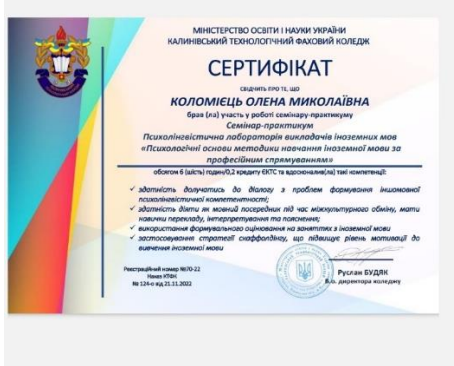 МІНІСТЕРСТВО ОСВІТИ І НАУКИ УКРАЇНИ
КАЛИНІВСЬКИЙ ТЕХНОЛОГІЧНИЙ ФАХОВИЙ КОЛЕДЖ
СЕРТИФІКАТ
СВІДЧИТЬ ПРО ТЕ, ЩО
КОЛОМІЄЦЬ ОЛЕНА МИКОЛАЇВНА
брав (ла) участь у роботі семінару-практикуму
Семінар-практикум
Психолінгвістична лабораторія викладачів іноземних мов
«Психологічні основи методики навчання іноземної мови за
професійним спрямуванням»
обсягом 6 (шість) годин/0,2 кредиту ЄКТС та вдосконалив(ла) такі компетенції:
✓ здатність долучатись до діалогу з проблем формування іншомовної
психолінгвістичної компетентності;
✓ здатність діяти як мовний посередник під час міжкультурного обміну, мати
навички перекладу, інтерпретування та пояснення;
✓ використання формувального оцінювання на заняттях з іноземної мови
✓ застосовування стратегії скаффолдінгу, що підвищує рівень мотивації до
вивчення іноземної мови
Реєстраційний номер №70-22
Наказ КТФК
№ 124-о від 21.11.2022
Руслан БУДЯК
В.о. директора коледжу